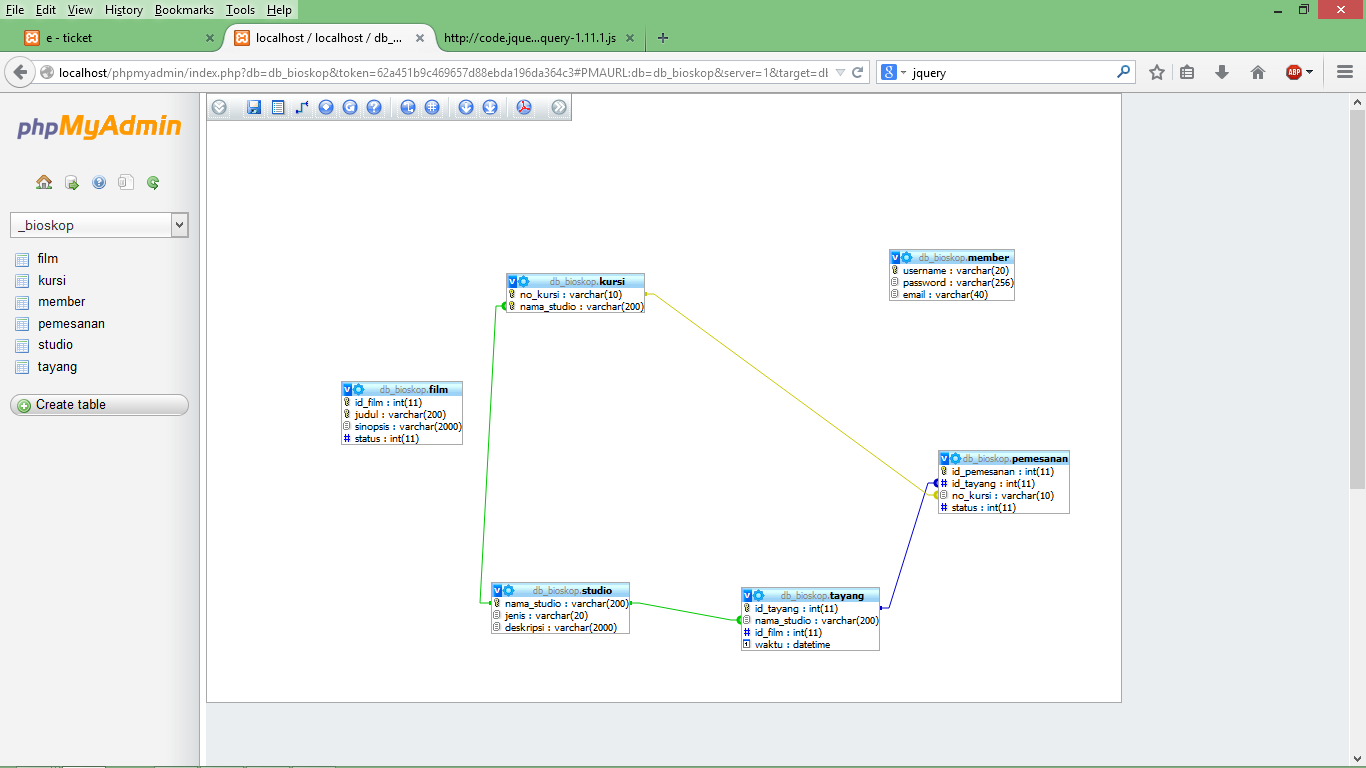 File Edit View History Bookmarks Tools Help
e - ticket
localhost / localhost / db_...
http://code.jque...query-1.11.1.js
localhost/phpmyadmin/index.php?db=db_bioskop&token=62a451b9c469657d88ebda196da364c3#PMAURL:db=db_bioskop&server=1&target=db
jquery
phpMyAdmin
_bioskop
film
kursi
member
pemesanan
studio
tayang
Create table
db_bioskop.kursi
no_kursi : varchar(10)
nama_studio : varchar(200)
db_bioskop.member
username : varchar(20)
password : varchar(256)
email : varchar(40)
db_bioskop.film
id_film : int(11)
judul : varchar(200)
sinopsis : varchar(2000)
status : int(11)
db_bioskop.pemesanan
id_pemesanan : int(11)
id_tayang : int(11)
no_kursi : varchar(10)
status : int(11)
db_bioskop.studio
nama_studio : varchar(200)
jenis : varchar(20)
deskripsi : varchar(2000)
db_bioskop.tayang
id_tayang : int(11)
nama_studio : varchar(200)
id_film : int(11)
waktu : datetime